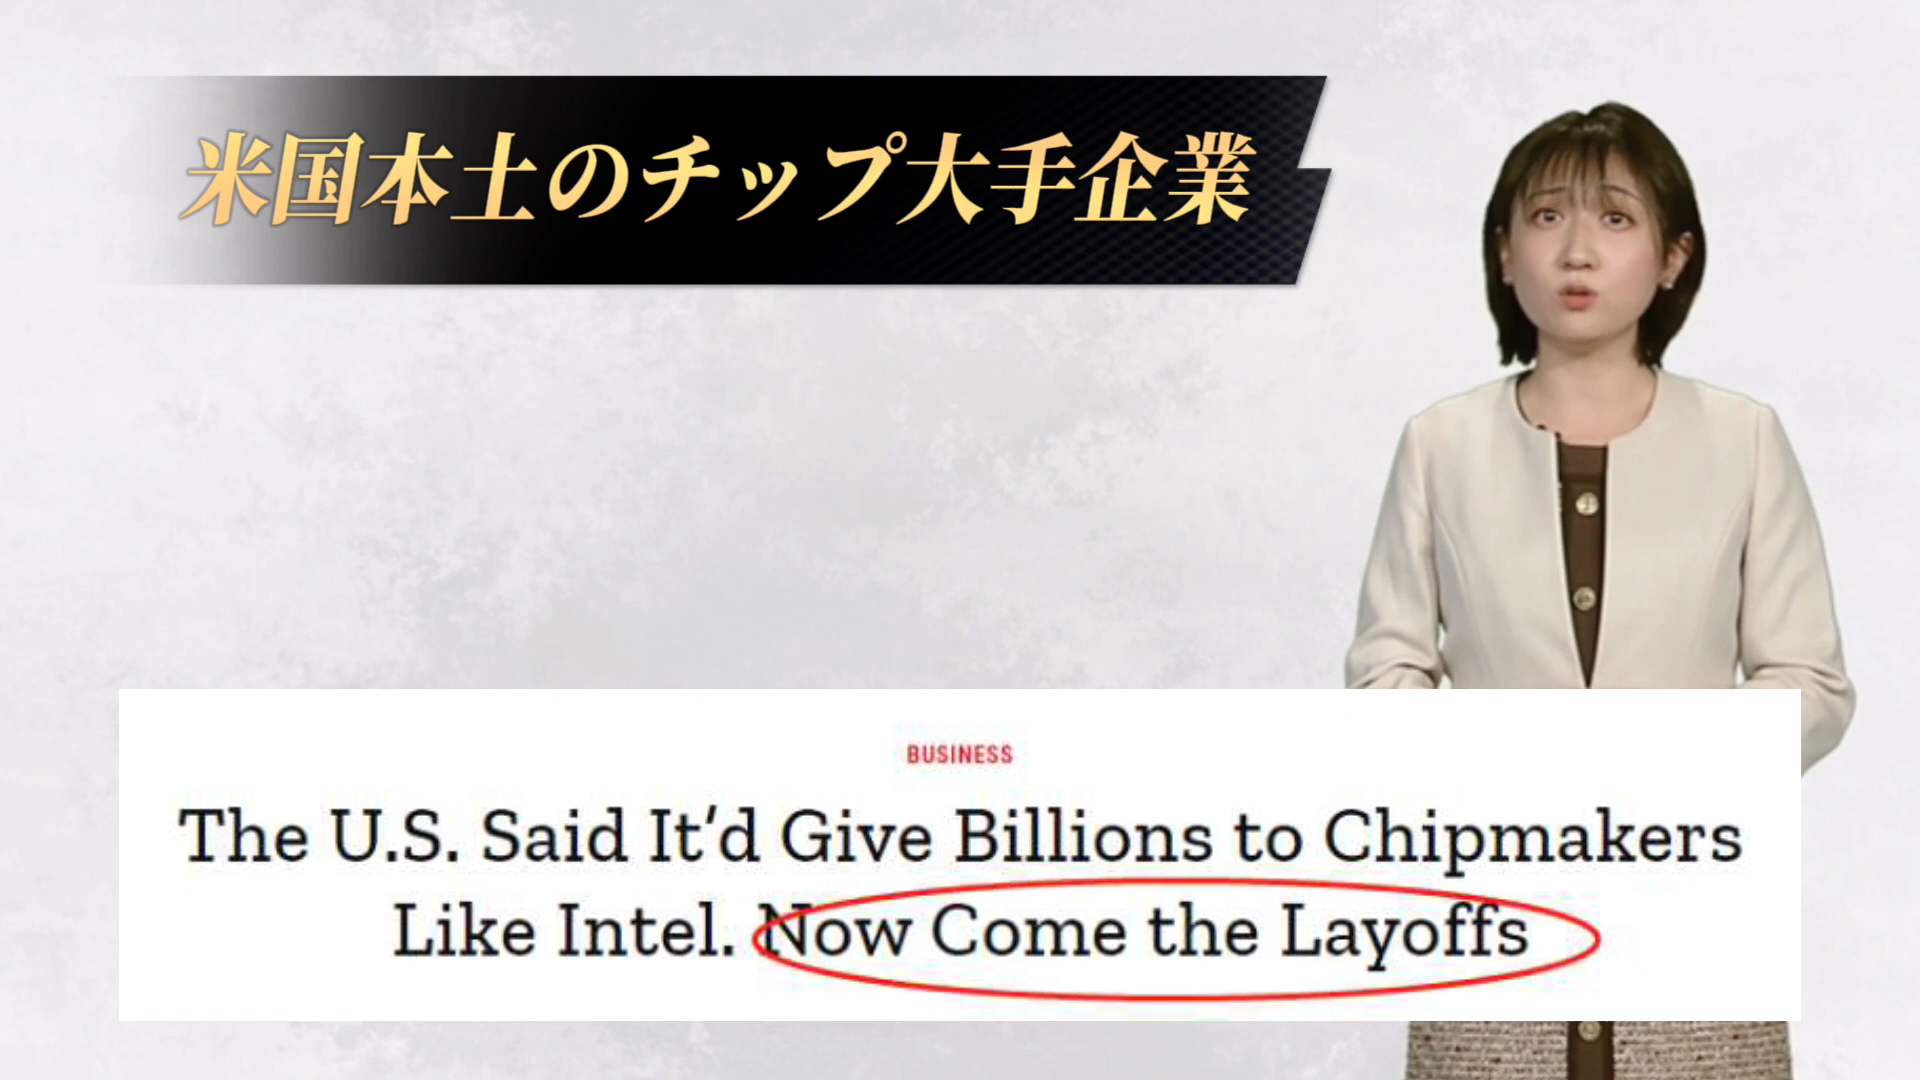 米国本土のチップ大手企業
BUSINESS
The U.S. Said It’d Give Billions to Chipmakers
Like Intel. Now Come the Layoffs